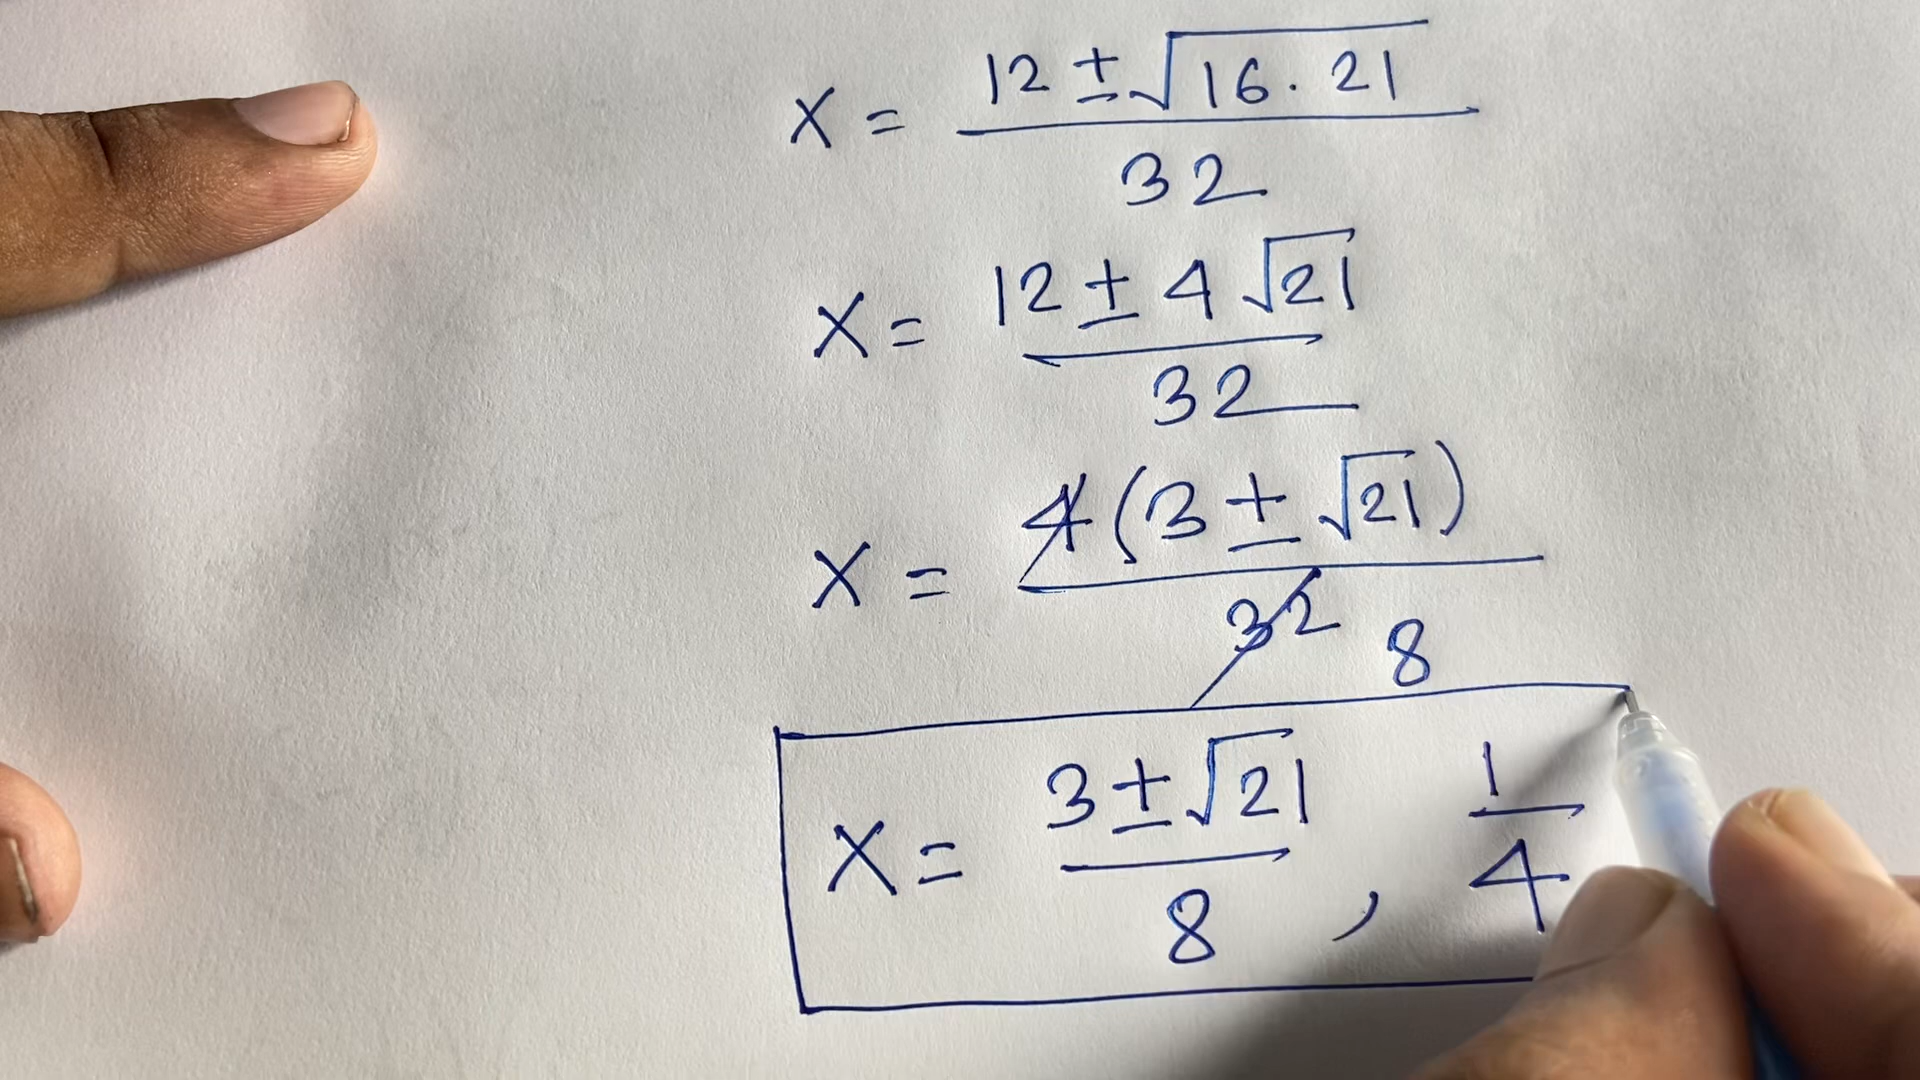 x = 12 ± √16. 21 / 32
x = 12 ± 4 √21 / 32
x = 4 (3 ± √21) / 32 8
x = 3 ± √21 / 8 , 1 / 4